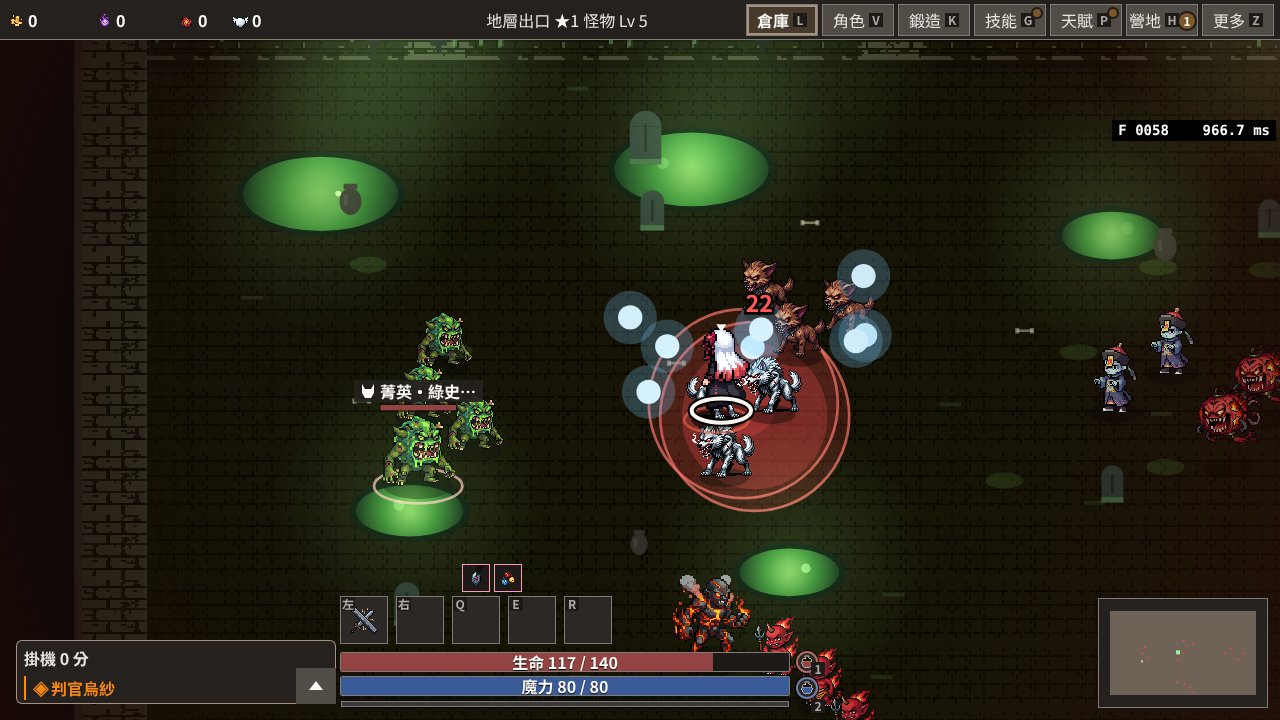 0 0 0 0 地層出口 ★1 怪物 Lv 5 倉庫 L 角色 V 鍛造 K 技能 G 天賦 P 營地 H 1 更多 Z
F 0058 966.7 ms
22
菁英·綠史…
左 右 Q E R
掛機 0 分
判官烏紗
生命 117 / 140
1
魔力 80 / 80
2